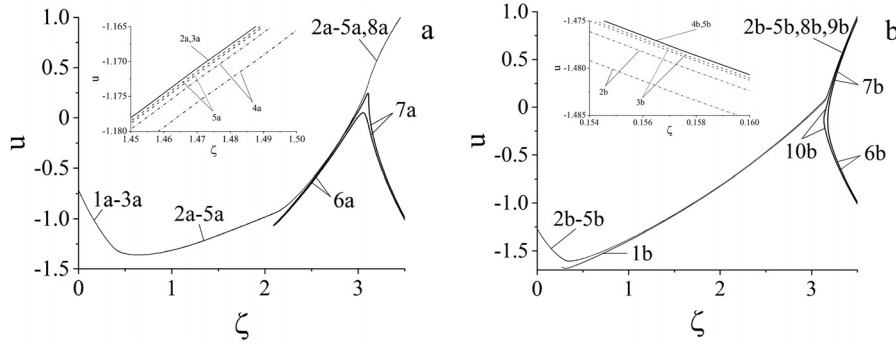 a
u
1.0
0.5
0
-0.5
-1.0
-1.5
0
1
2
3
ζ
1a-3a
2a-5a
2a-5a,8a
6a
7a
u
-1.165
-1.170
-1.175
-1.180
1.45
1.46
1.47
1.48
1.49
1.50
ζ
2a,3a
5a
4a
b
u
1.0
0.5
0.0
-0.5
-1.0
-1.5
0
1
2
3
ζ
2b-5b
1b
2b-5b,8b,9b
7b
10b
6b
u
-1.475
-1.480
-1.485
0.154
0.156
0.158
0.160
ζ
4b,5b
2b
3b